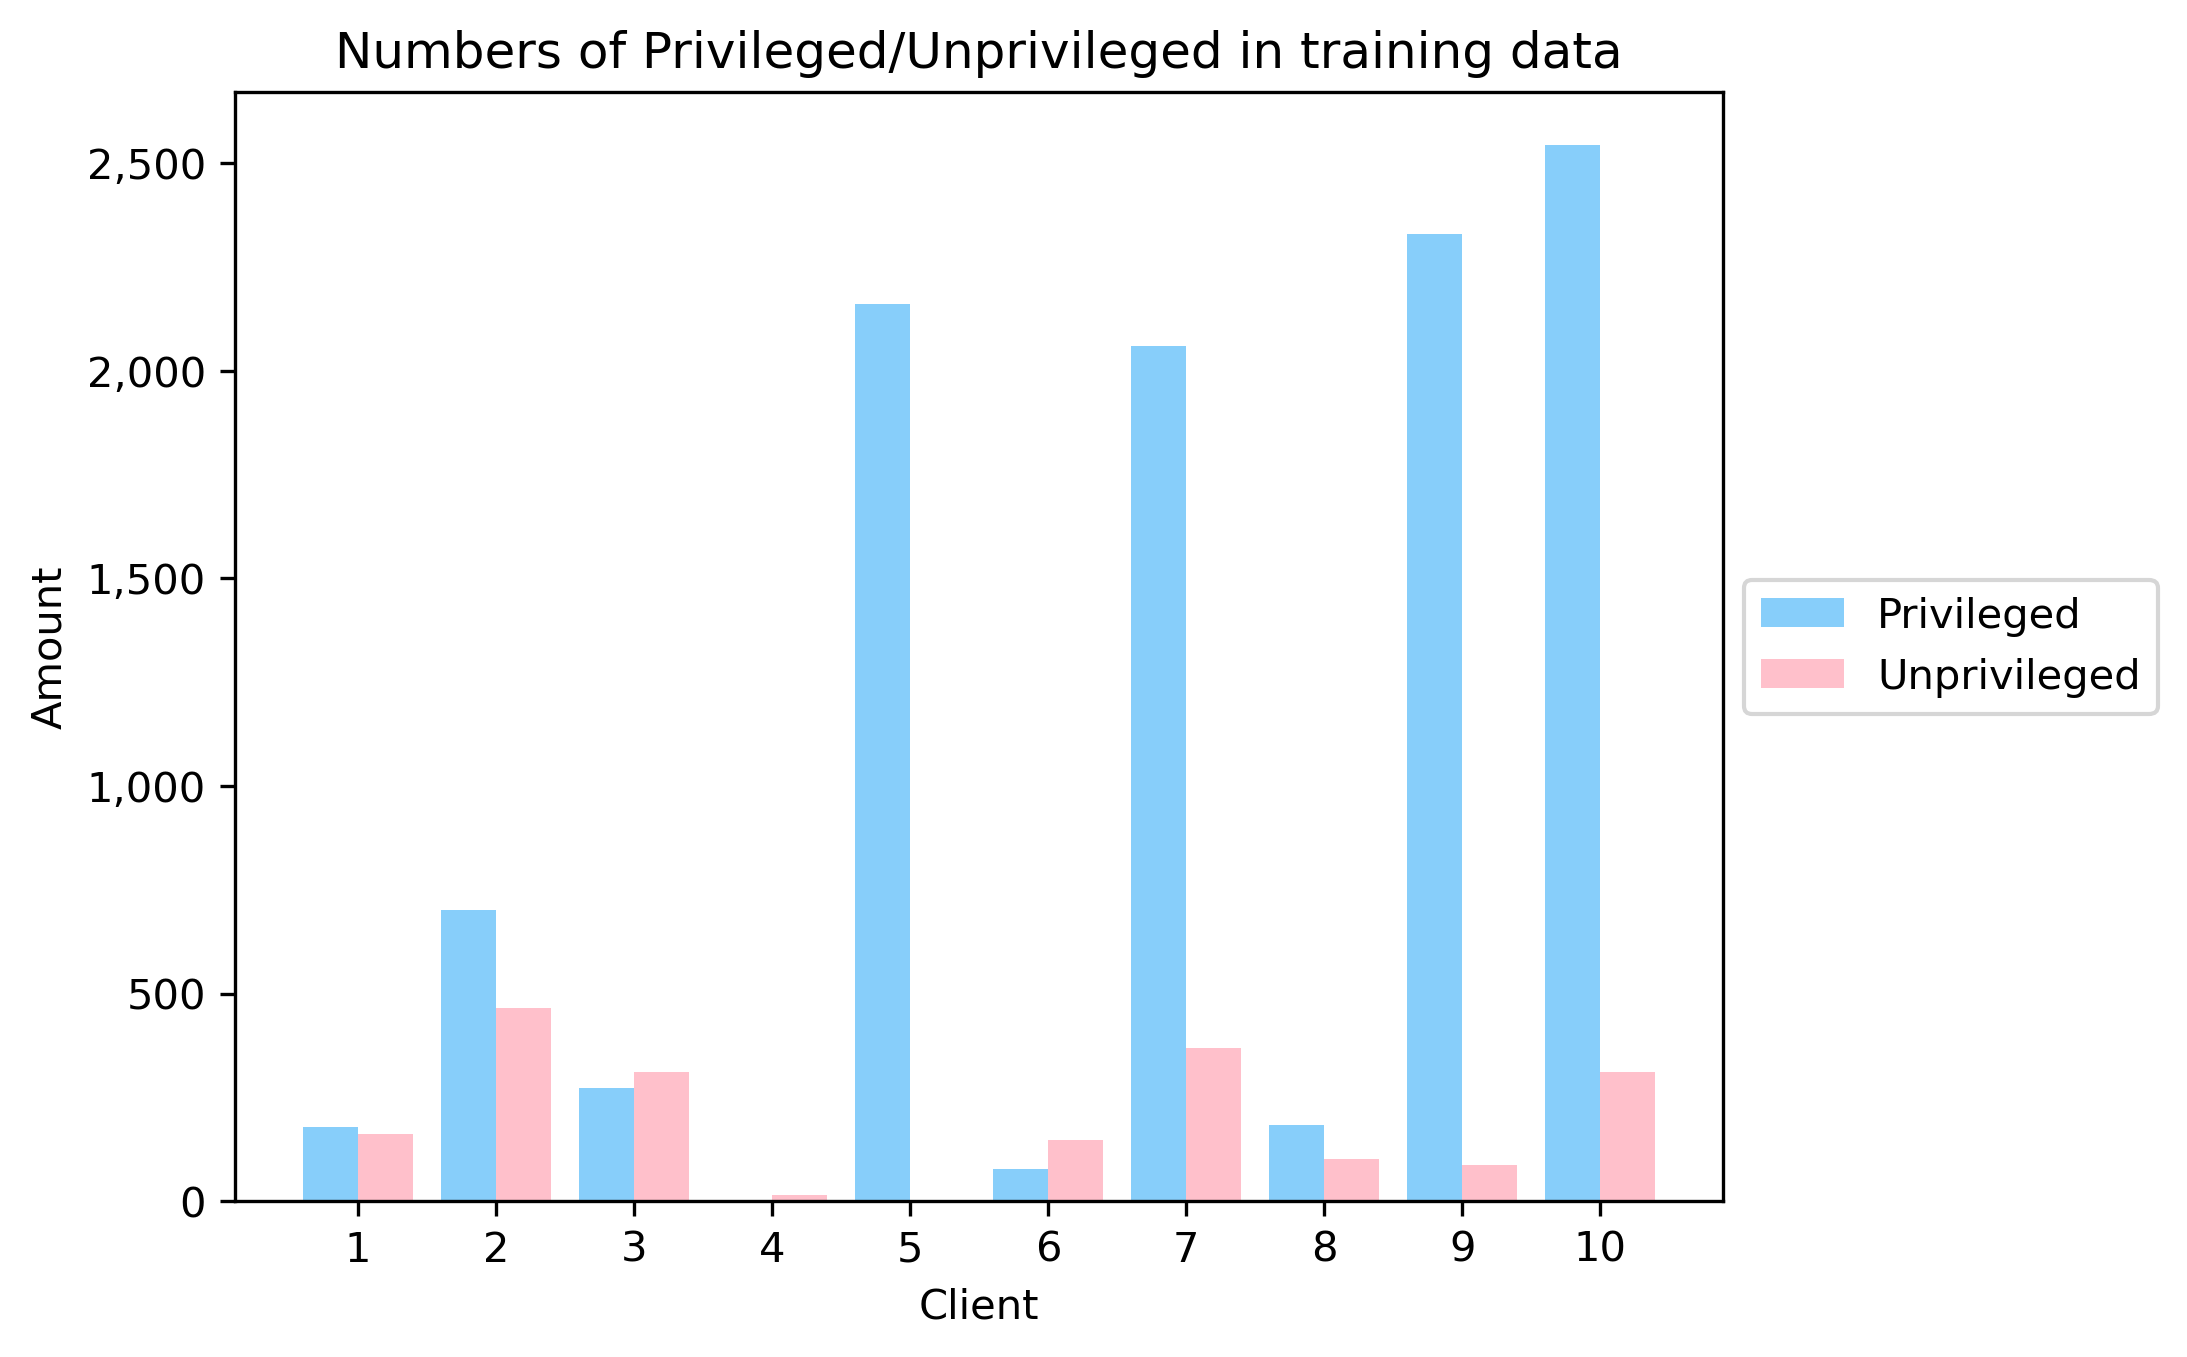 Numbers of Privileged/Unprivileged in training data
2,500
2,000
1,500
1,000
500
0
Amount
1 2 3 4 5 6 7 8 9 10
Client
Privileged
Unprivileged